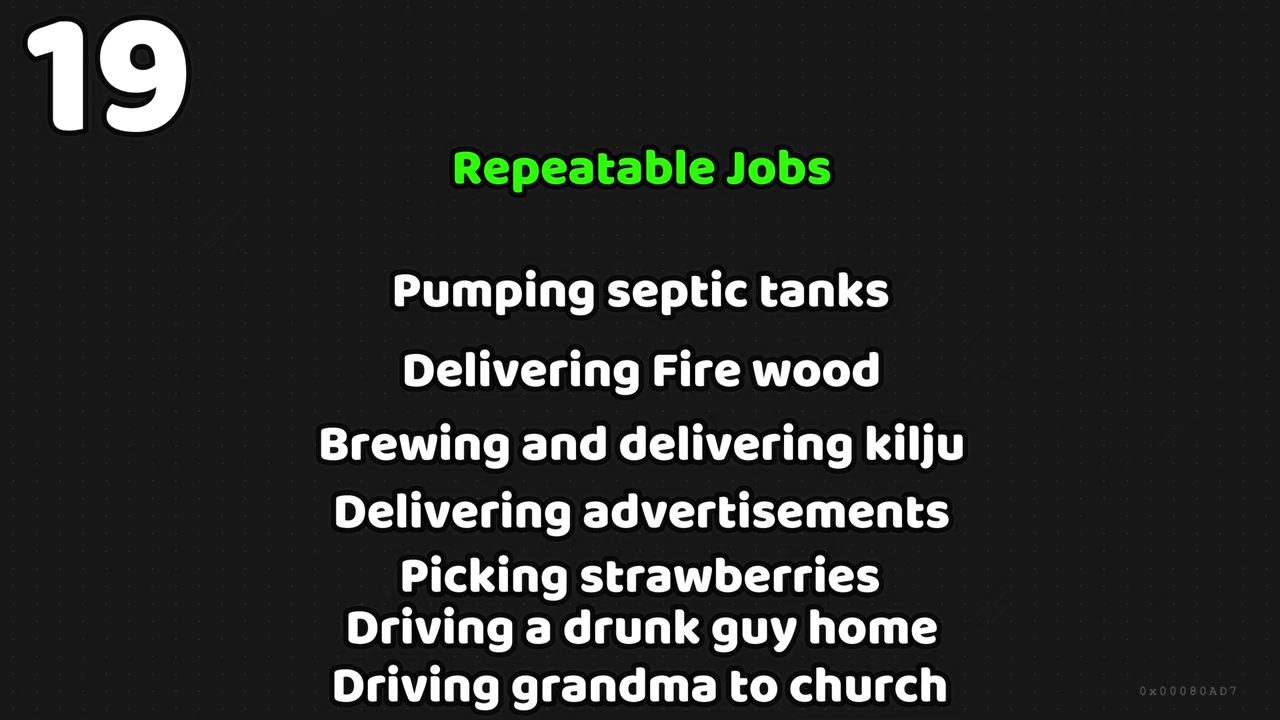 19
Repeatable Jobs
Pumping septic tanks
Delivering Fire wood
Brewing and delivering kilju
Delivering advertisements
Picking strawberries
Driving a drunk guy home
Driving grandma to church
0x00080AD7